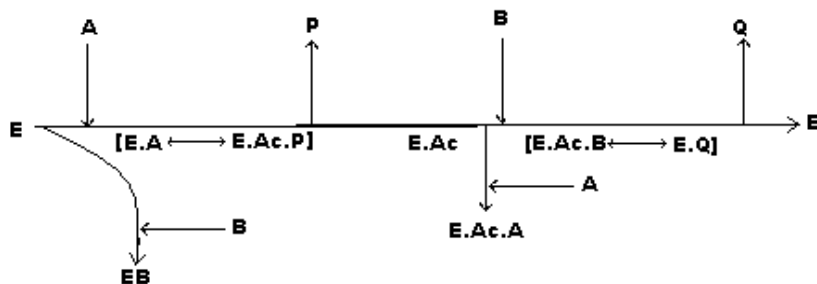 A P B Q
E [E.A E.Ac.P] E.Ac [E.Ac.B E.Q] E
A
E.Ac.A
B
EB